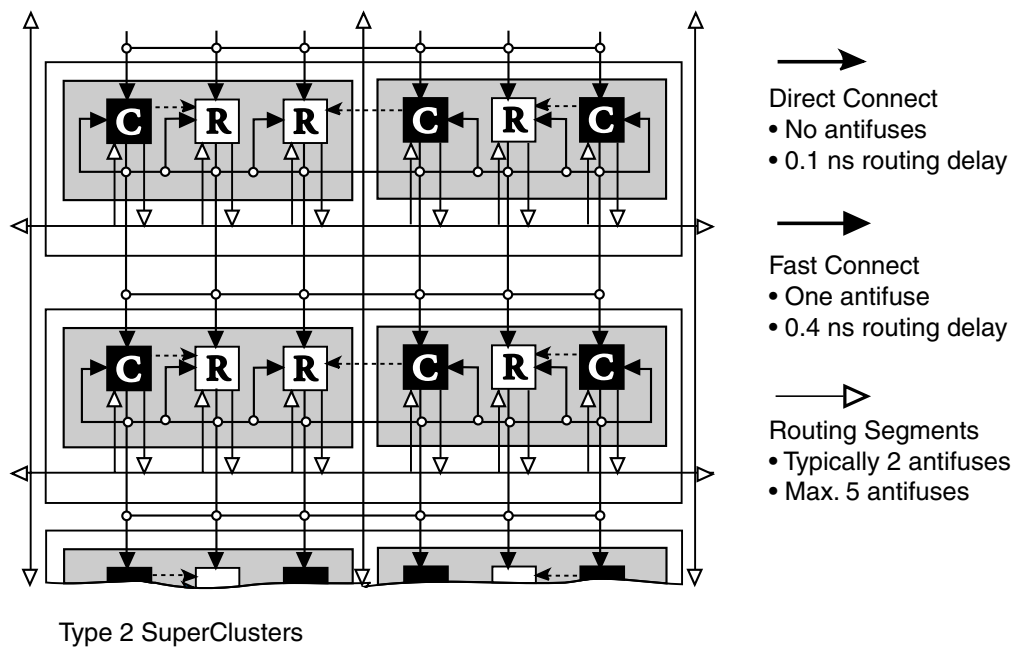 C R R C R C
C R R C R C
Direct Connect
• No antifuses
• 0.1 ns routing delay
Fast Connect
• One antifuse
• 0.4 ns routing delay
Routing Segments
• Typically 2 antifuses
• Max. 5 antifuses
Type 2 SuperClusters